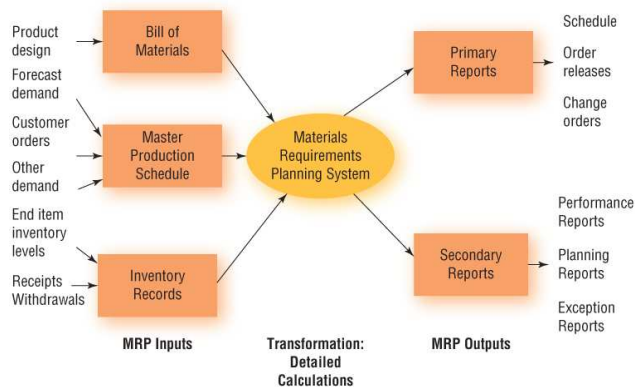 Product
design
Forecast
demand
Customer
orders
Other
demand
End item
inventory
levels
Receipts
Withdrawals
Bill of
Materials
Master
Production
Schedule
Inventory
Records
MRP Inputs
Materials
Requirements
Planning System
Transformation:
Detailed
Calculations
Primary
Reports
Secondary
Reports
MRP Outputs
Schedule
Order
releases
Change
orders
Performance
Reports
Planning
Reports
Exception
Reports